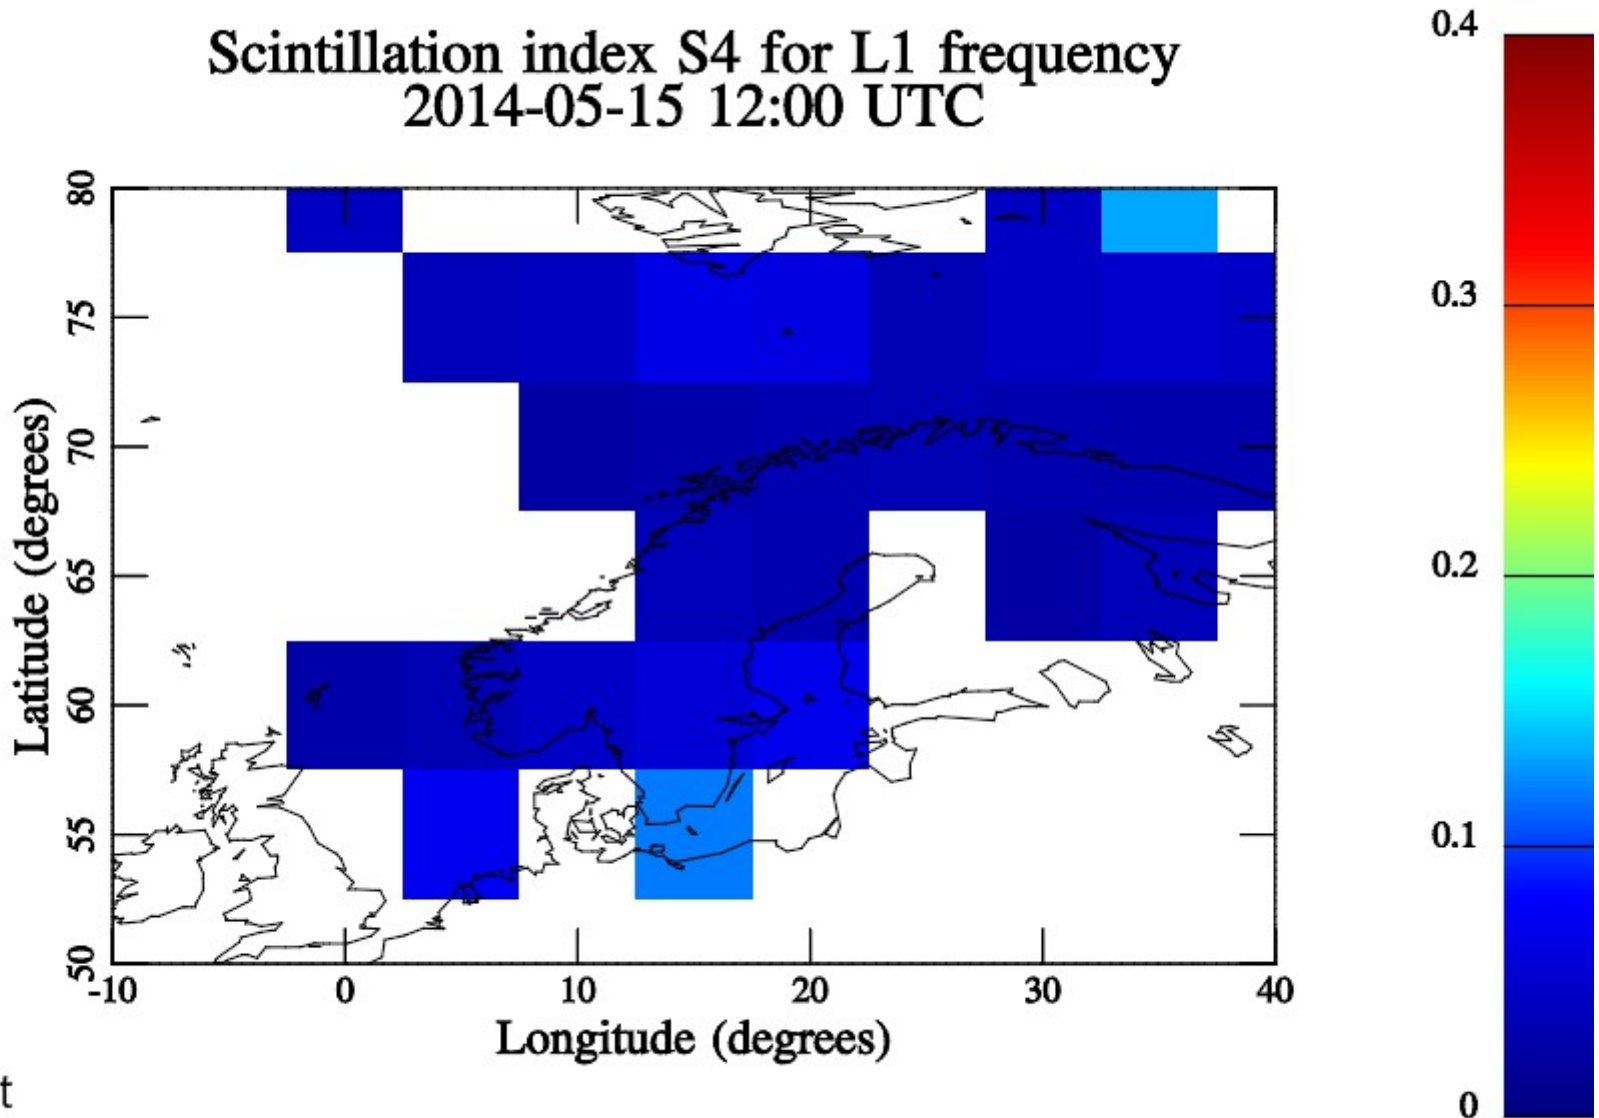 Scintillation index S4 for L1 frequency
2014-05-15 12:00 UTC
0.4
0.3
0.2
0.1
0
Latitude (degrees)
80
75
70
65
60
55
50
-10 0 10 20 30 40
Longitude (degrees)
t